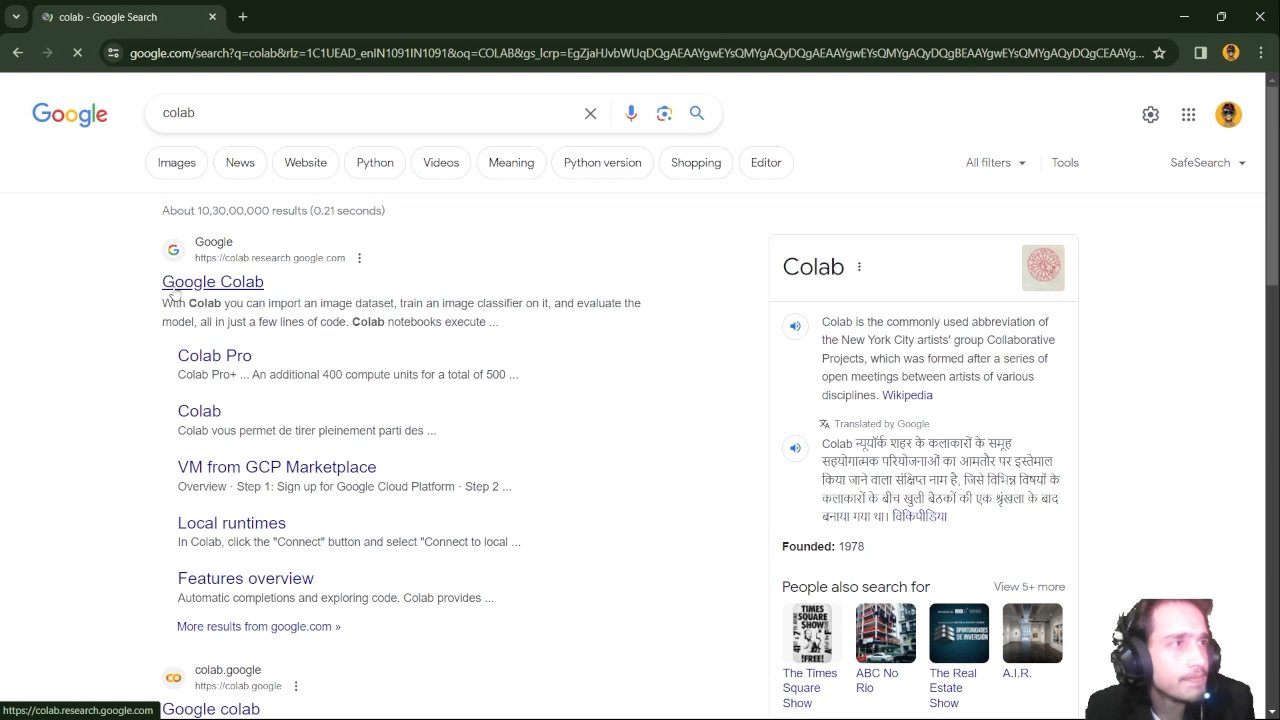 colab - Google Search
google.com/search?q=colab&rlz=1C1UEAD_enIN1091IN1091&oq=COLAB&gs_lcrp=EgZjaHJvbWUqDQgAEAAYgwEYsQMYgAQyDQgAEAAYgwEYsQMYgAQyDQgBEAAYgwEYsQMYgAQyDQgCEAAYg...
Google
colab
Images
News
Website
Python
Videos
Meaning
Python version
Shopping
Editor
All filters
Tools
SafeSearch
About 10,30,00,000 results (0.21 seconds)
Google
https://colab.research.google.com
Google Colab
With Colab you can import an image dataset, train an image classifier on it, and evaluate the
model, all in just a few lines of code. Colab notebooks execute ...
Colab Pro
Colab Pro+ ... An additional 400 compute units for a total of 500 ...
Colab
Colab vous permet de tirer pleinement parti des ...
VM from GCP Marketplace
Overview · Step 1: Sign up for Google Cloud Platform · Step 2 ...
Local runtimes
In Colab, click the "Connect" button and select "Connect to local ...
Features overview
Automatic completions and exploring code. Colab provides ...
More results from google.com »
colab.google
https://colab.google
Google colab
Colab
Colab is the commonly used abbreviation of
the New York City artists' group Collaborative
Projects, which was formed after a series of
open meetings between artists of various
disciplines. Wikipedia
Translated by Google
Colab न्यूयॉर्क शहर के कलाकारों के समूह
सहयोगात्मक परियोजनाओं का आमतौर पर इस्तेमाल
किया जाने वाला संक्षिप्त नाम है, जिसे विभिन्न विषयों के
कलाकारों के बीच खुली बैठकों की एक श्रृंखला के बाद
बनाया गया था। विकिपीडिया
Founded: 1978
People also search for
View 5+ more
TIMES
SQUARE
SHOW
FREE!
The Times
Square
Show
ABC No
Rio
OPORTUNIDADES
DE INVERSIÓN
The Real
Estate
Show
A.I.R.
https://colab.research.google.com